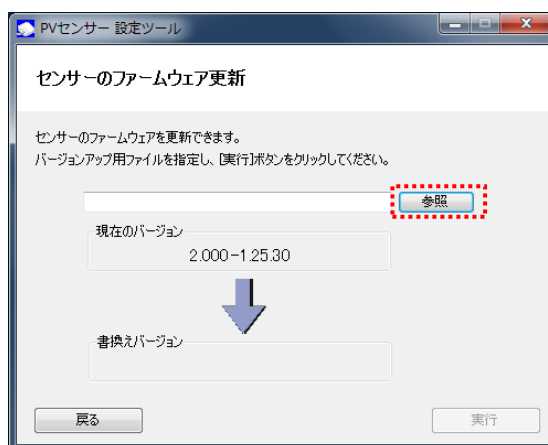 PVセンサー 設定ツール
センサーのファームウェア更新
センサーのファームウェアを更新できます。
バージョンアップ用ファイルを指定し、[実行]ボタンをクリックしてください。
参照
現在のバージョン
2.000-1.25.30
書換えバージョン
戻る
実行